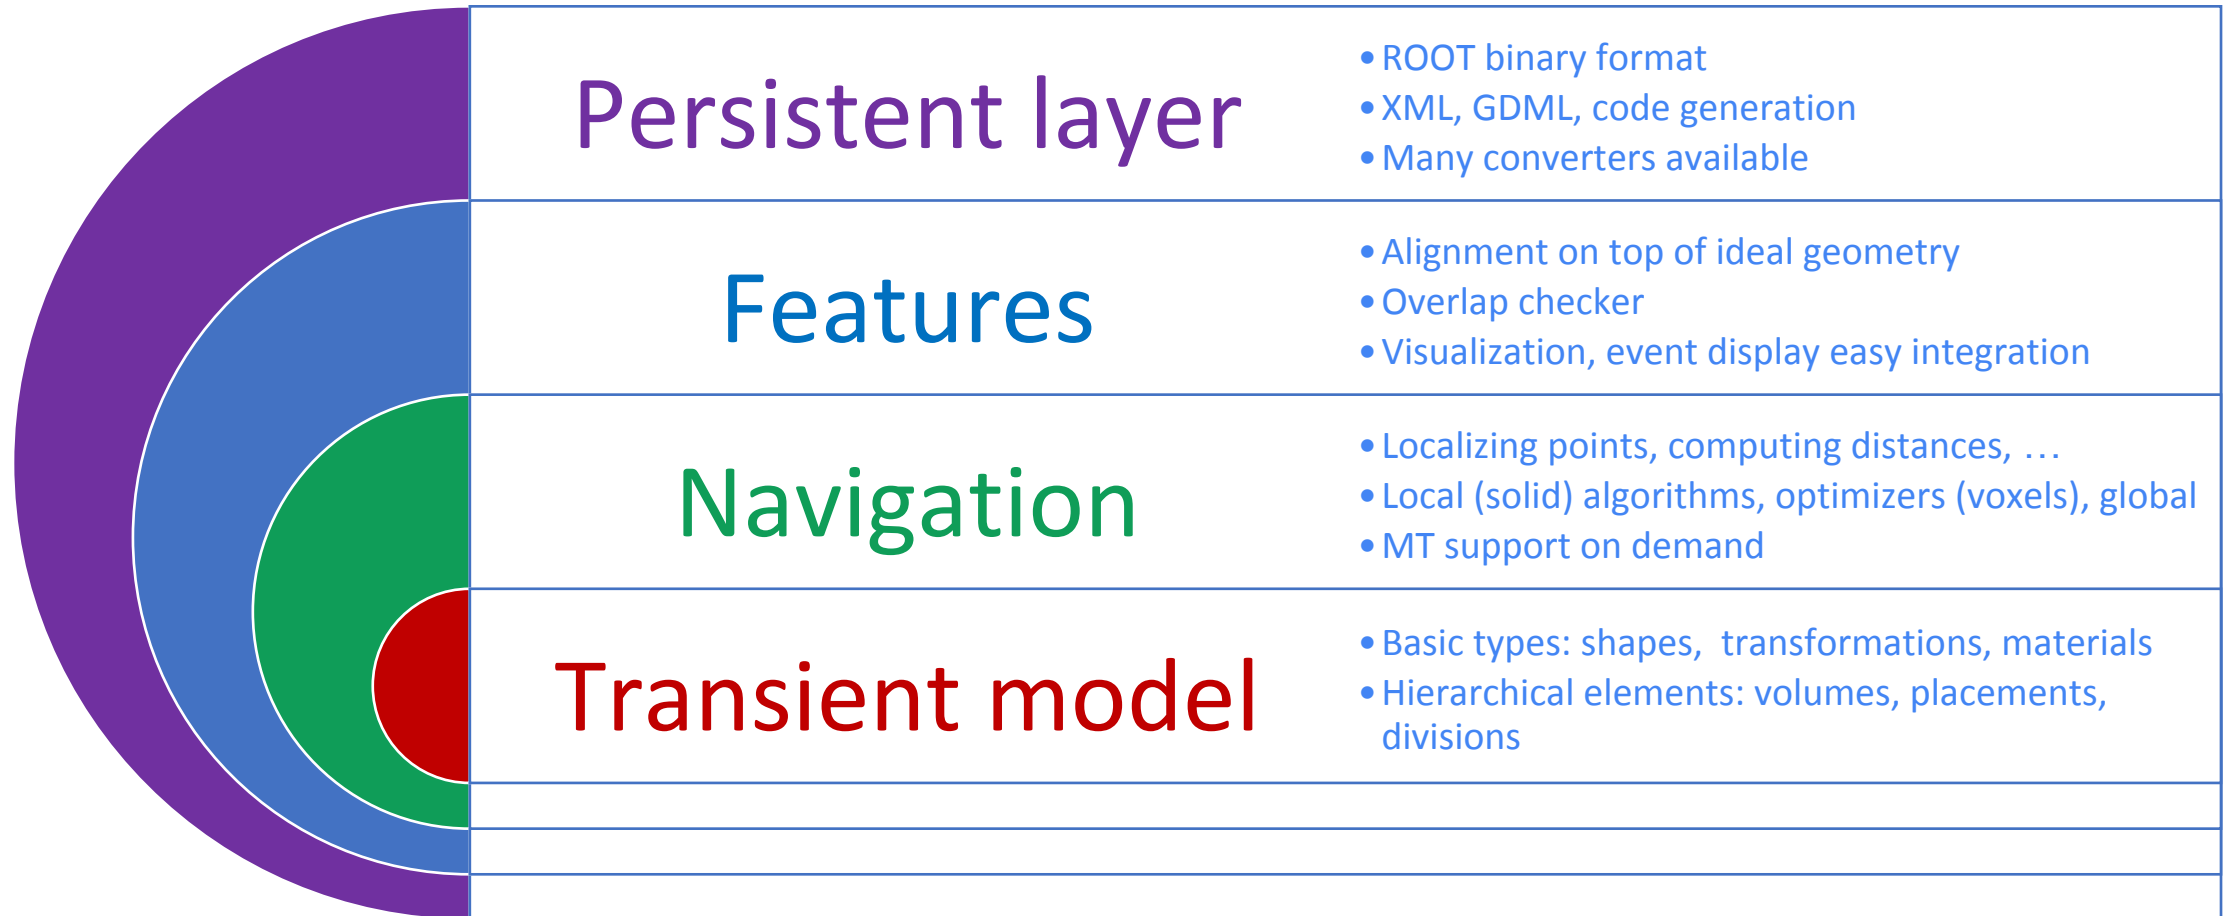 Persistent layer
• ROOT binary format
• XML, GDML, code generation
• Many converters available
Features
• Alignment on top of ideal geometry
• Overlap checker
• Visualization, event display easy integration
Navigation
• Localizing points, computing distances, …
• Local (solid) algorithms, optimizers (voxels), global
• MT support on demand
Transient model
• Basic types: shapes,  transformations, materials
• Hierarchical elements: volumes, placements,
divisions